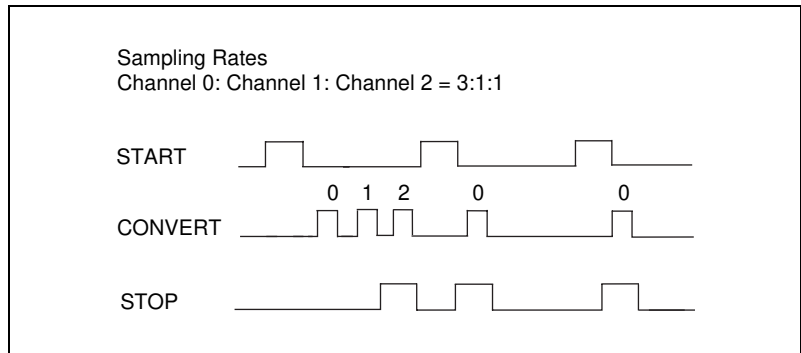 Sampling Rates
Channel 0: Channel 1: Channel 2 = 3:1:1
START
0 1 2 0 0
CONVERT
STOP